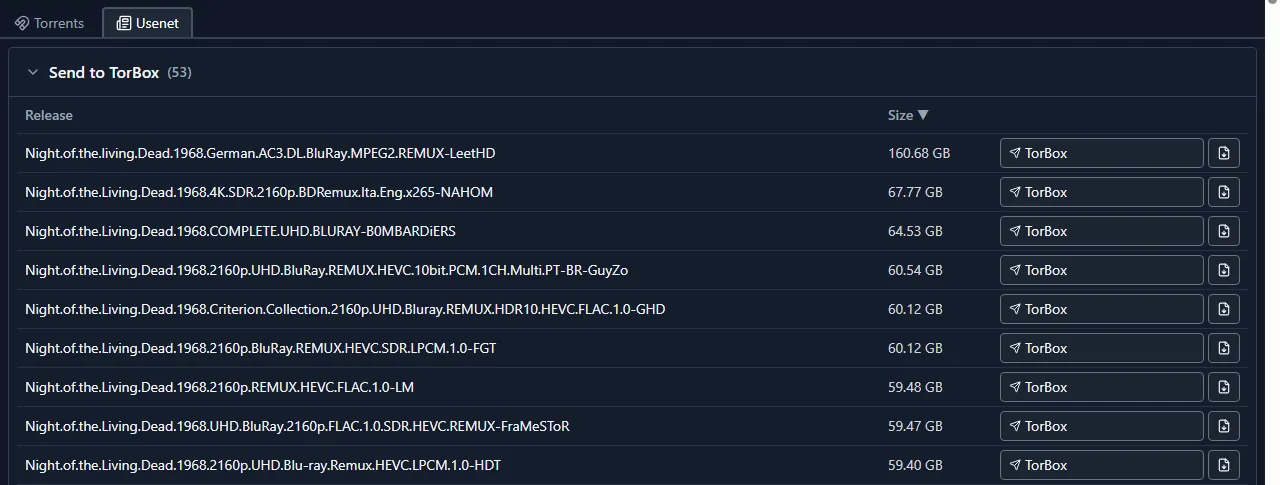 Torrents Usenet
Send to TorBox (53)
Release Size ▼
Night.of.the.living.Dead.1968.German.AC3.DL.BluRay.MPEG2.REMUX-LeetHD 160.68 GB TorBox
Night.of.the.Living.Dead.1968.4K.SDR.2160p.BDRemux.Ita.Eng.x265-NAHOM 67.77 GB TorBox
Night.of.the.Living.Dead.1968.COMPLETE.UHD.BLURAY-B0MBARDiERS 64.53 GB TorBox
Night.of.the.Living.Dead.1968.2160p.UHD.BluRay.REMUX.HEVC.10bit.PCM.1CH.Multi.PT-BR-GuyZo 60.54 GB TorBox
Night.of.the.Living.Dead.1968.Criterion.Collection.2160p.UHD.Bluray.REMUX.HDR10.HEVC.FLAC.1.0-GHD 60.12 GB TorBox
Night.of.the.Living.Dead.1968.2160p.BluRay.REMUX.HEVC.SDR.LPCM.1.0-FGT 60.12 GB TorBox
Night.of.the.Living.Dead.1968.2160p.REMUX.HEVC.FLAC.1.0-LM 59.48 GB TorBox
Night.of.the.Living.Dead.1968.UHD.BluRay.2160p.FLAC.1.0.SDR.HEVC.REMUX-FraMeSToR 59.47 GB TorBox
Night.of.the.Living.Dead.1968.2160p.UHD.Blu-ray.Remux.HEVC.LPCM.1.0-HDT 59.40 GB TorBox